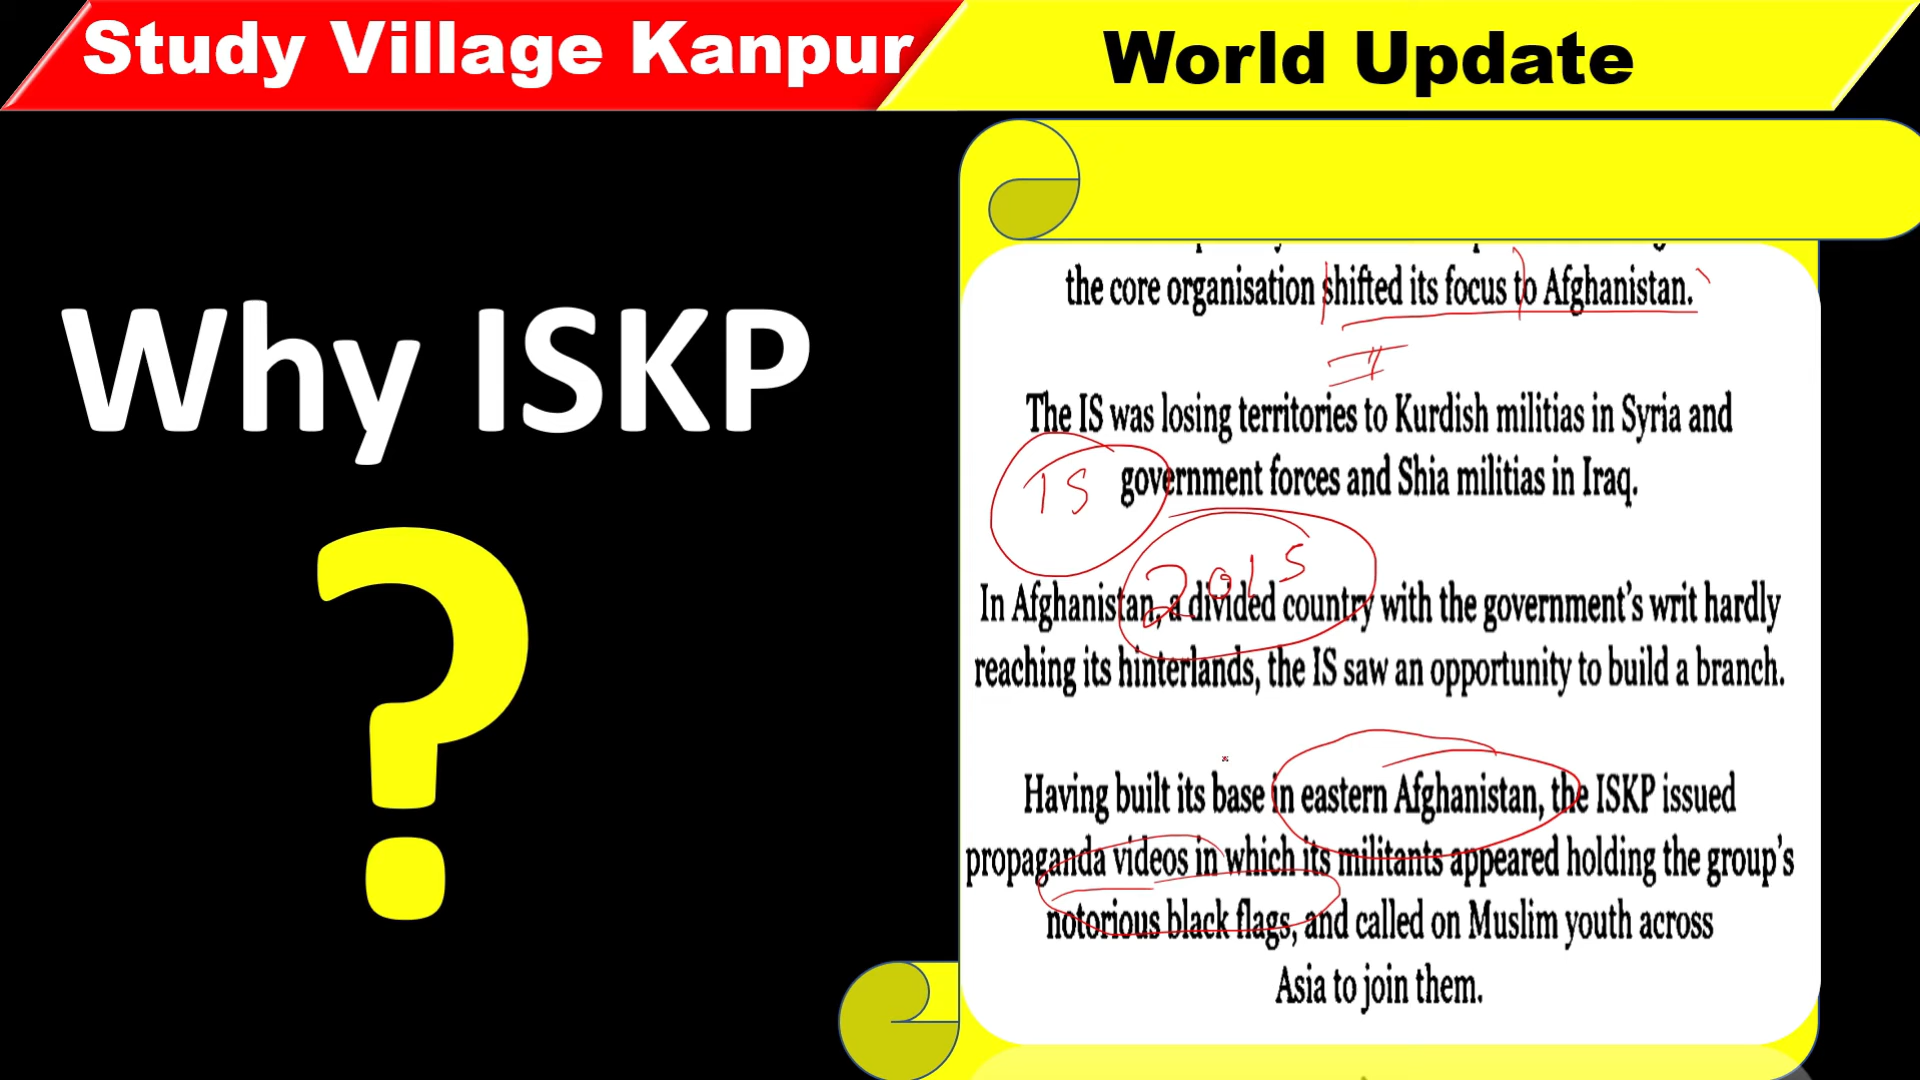 Study Village Kanpur
World Update
Why ISKP
?
the core organisation shifted its focus to Afghanistan.
The IS was losing territories to Kurdish militias in Syria and
government forces and Shia militias in Iraq.
IS
2015
In Afghanistan, a divided country with the government’s writ hardly
reaching its hinterlands, the IS saw an opportunity to build a branch.
Having built its base in eastern Afghanistan, the ISKP issued
propaganda videos in which its militants appeared holding the group’s
notorious black flags, and called on Muslim youth across
Asia to join them.